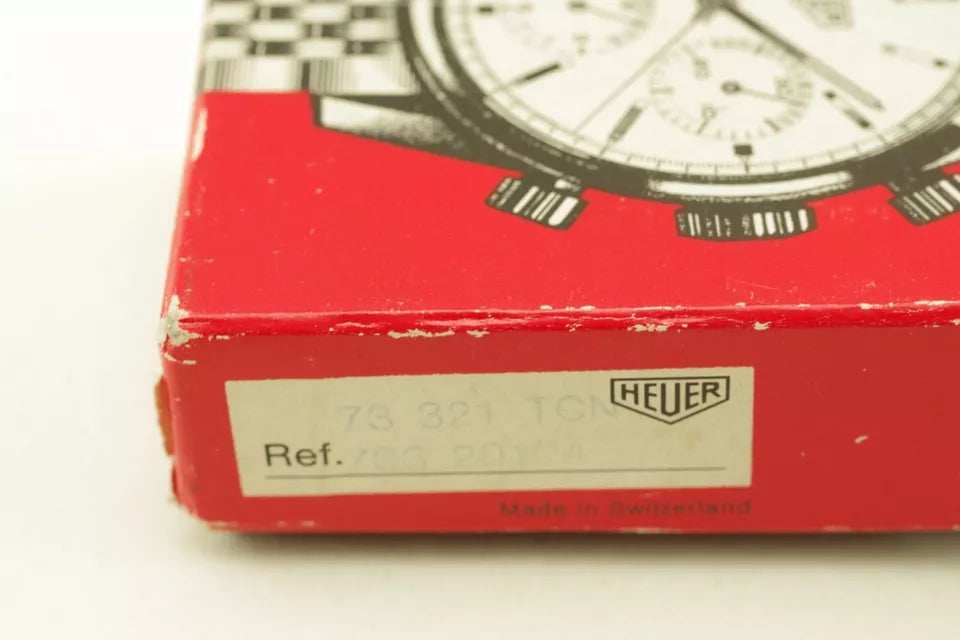 HEUER
73 321 TCN
Ref.
Made in Switzerland